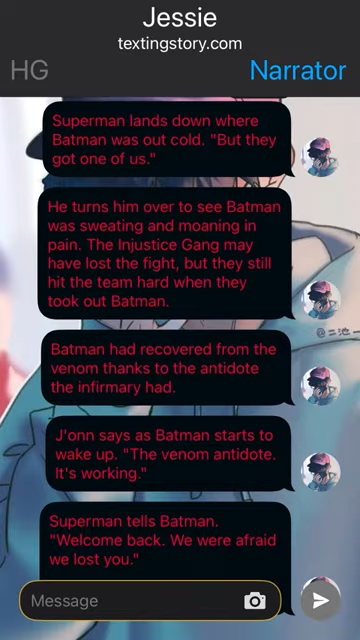 Jessie
textingstory.com
HG
Narrator
Superman lands down where
Batman was out cold. "But they
got one of us."
He turns him over to see Batman
was sweating and moaning in
pain. The Injustice Gang may
have lost the fight, but they still
hit the team hard when they
took out Batman.
Batman had recovered from the
venom thanks to the antidote
the infirmary had.
J'onn says as Batman starts to
wake up. "The venom antidote.
It's working."
Superman tells Batman.
"Welcome back. We were afraid
we lost you."
Message